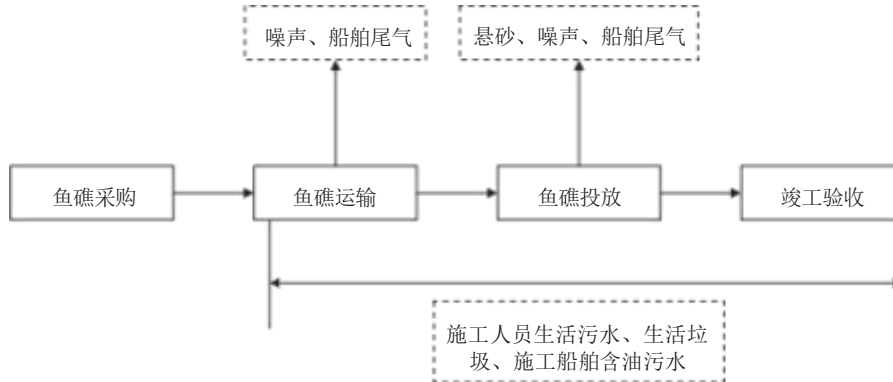 噪声、船舶尾气
悬砂、噪声、船舶尾气
鱼礁采购
鱼礁运输
鱼礁投放
竣工验收
施工人员生活污水、生活垃
圾、施工船舶含油污水